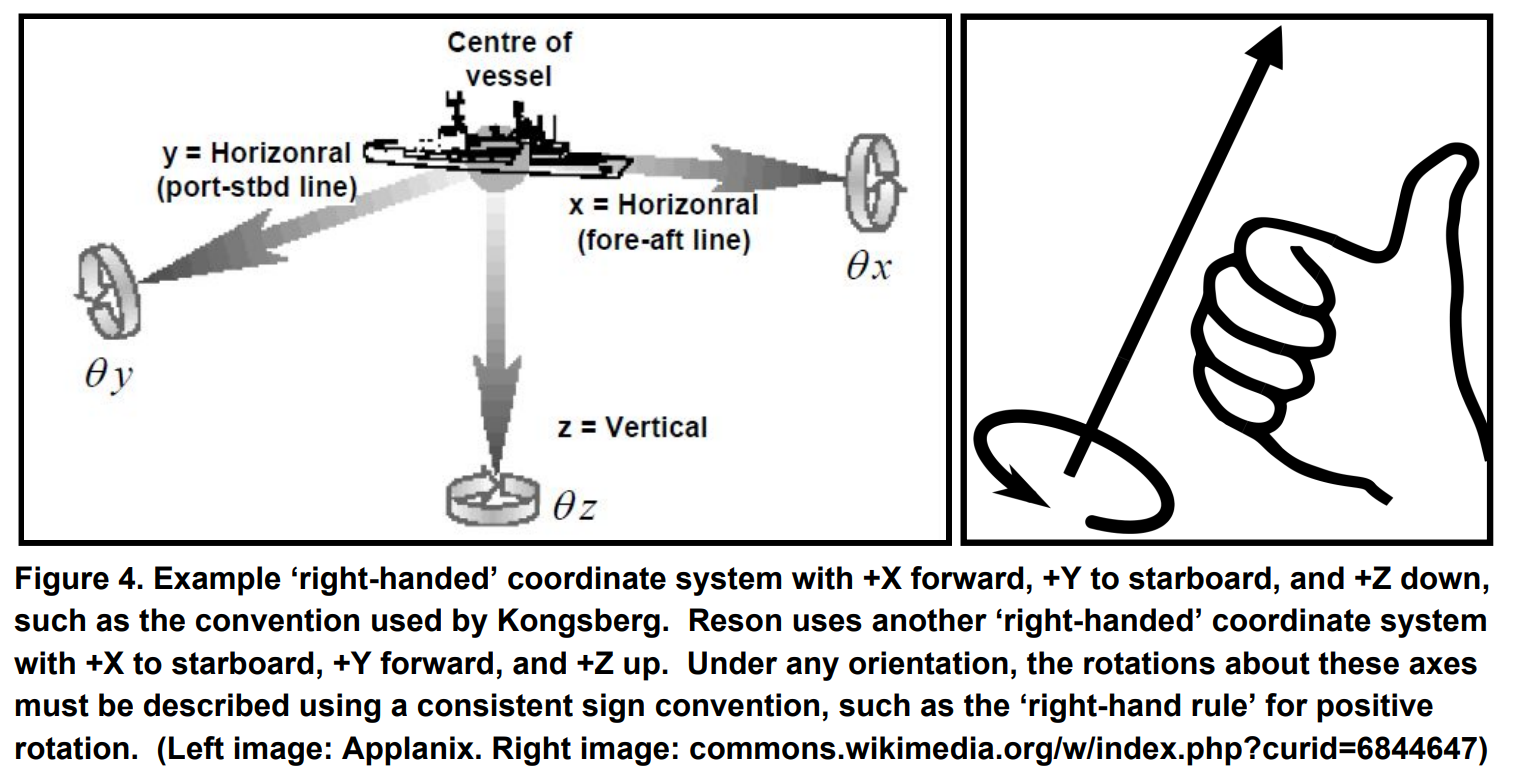 Centre of
vessel
y = Horizonral
(port-stbd line)
x = Horizonral
(fore-aft line)
θx
θy
z = Vertical
θz
Figure 4. Example ‘right-handed’ coordinate system with +X forward, +Y to starboard, and +Z down,
such as the convention used by Kongsberg.  Reson uses another ‘right-handed’ coordinate system
with +X to starboard, +Y forward, and +Z up.  Under any orientation, the rotations about these axes
must be described using a consistent sign convention, such as the ‘right-hand rule’ for positive
rotation.  (Left image: Applanix. Right image: commons.wikimedia.org/w/index.php?curid=6844647)